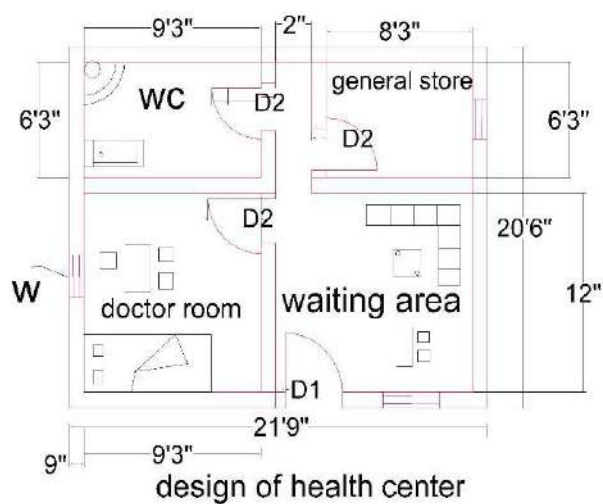 9'3" 2" 8'3"
general store
WC
D2
6'3"
D2
6'3"
D2
20'6"
W
doctor room
waiting area
12"
D1
21'9"
9"
9'3"
design of health center